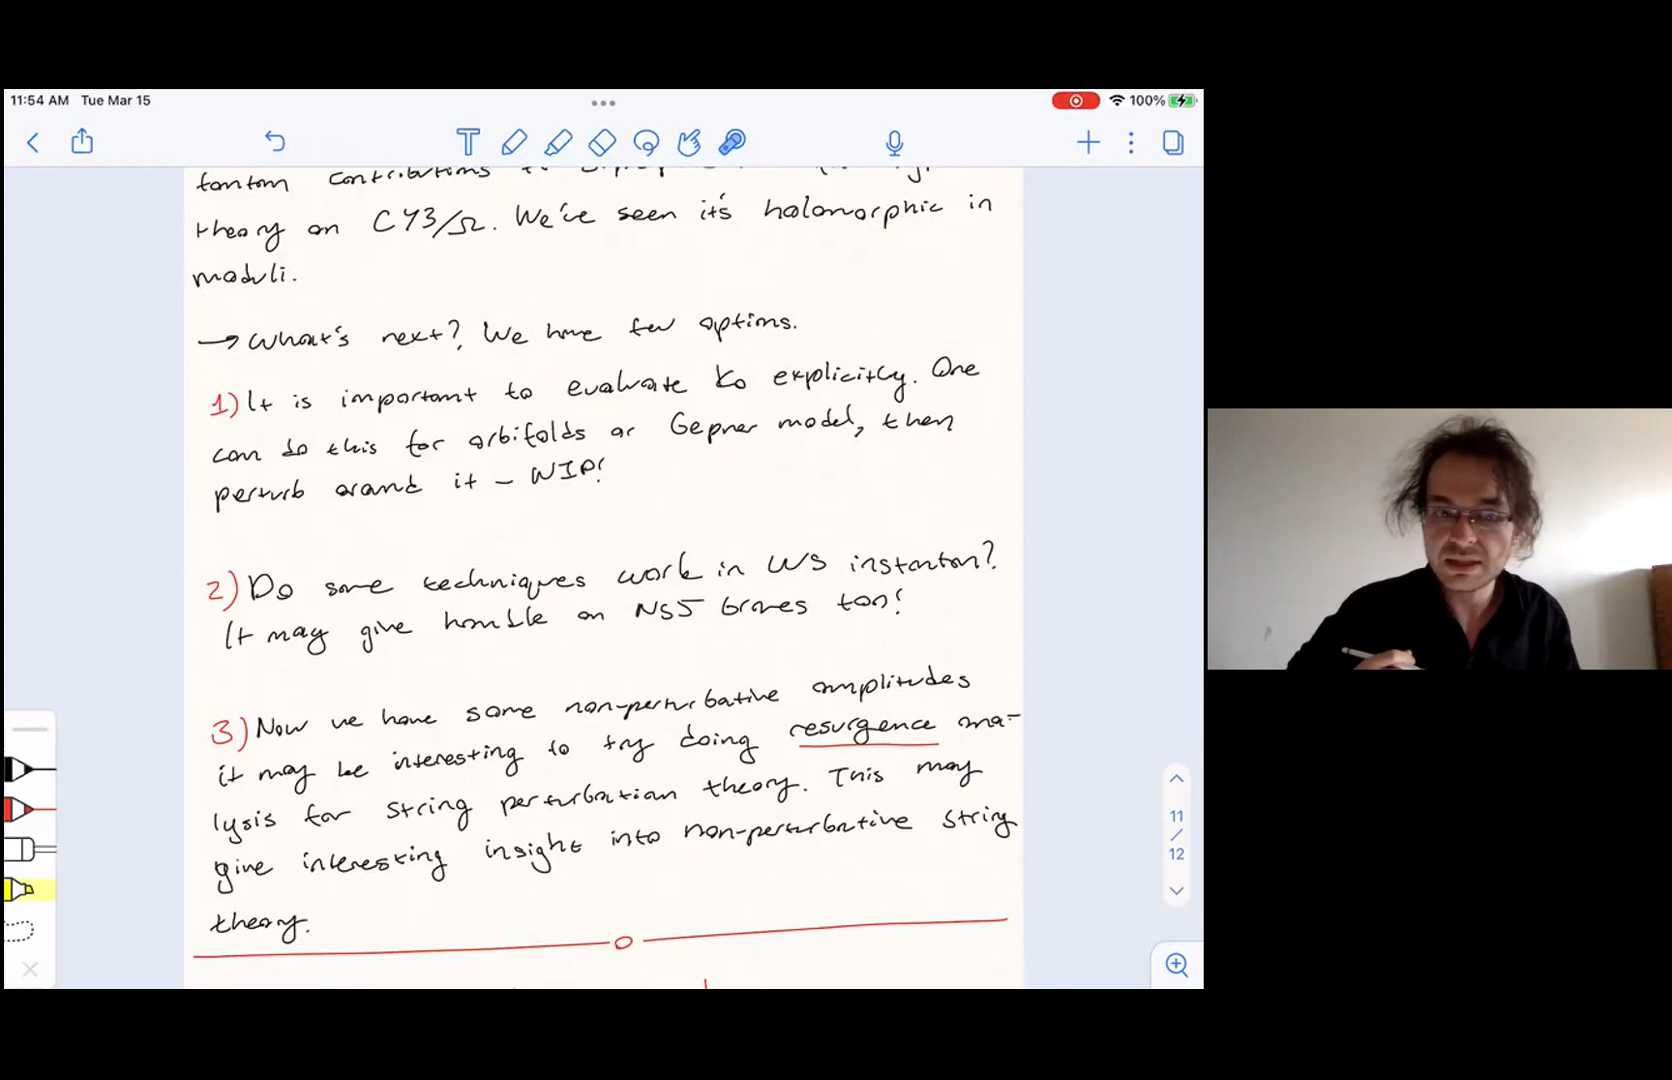 11:54 AM Tue Mar 15
100%
T
contributions
theory on CY3/Ω. We've seen it's holomorphic in
moduli.
→ What's next? We have few options.
1) It is important to evaluate K₀ explicitly. One
can do this for orbifolds or Gepner model, then
perturb around it – WIP!
2) Do some techniques work in WS instanton?
It may give handle on NS5 branes too!
3) Now we have some non-perturbative amplitudes
it may be interesting to try doing resurgence ana-
lysis for string perturbation theory. This may
give interesting insight into non-perturbative string
theory.
11
/
12